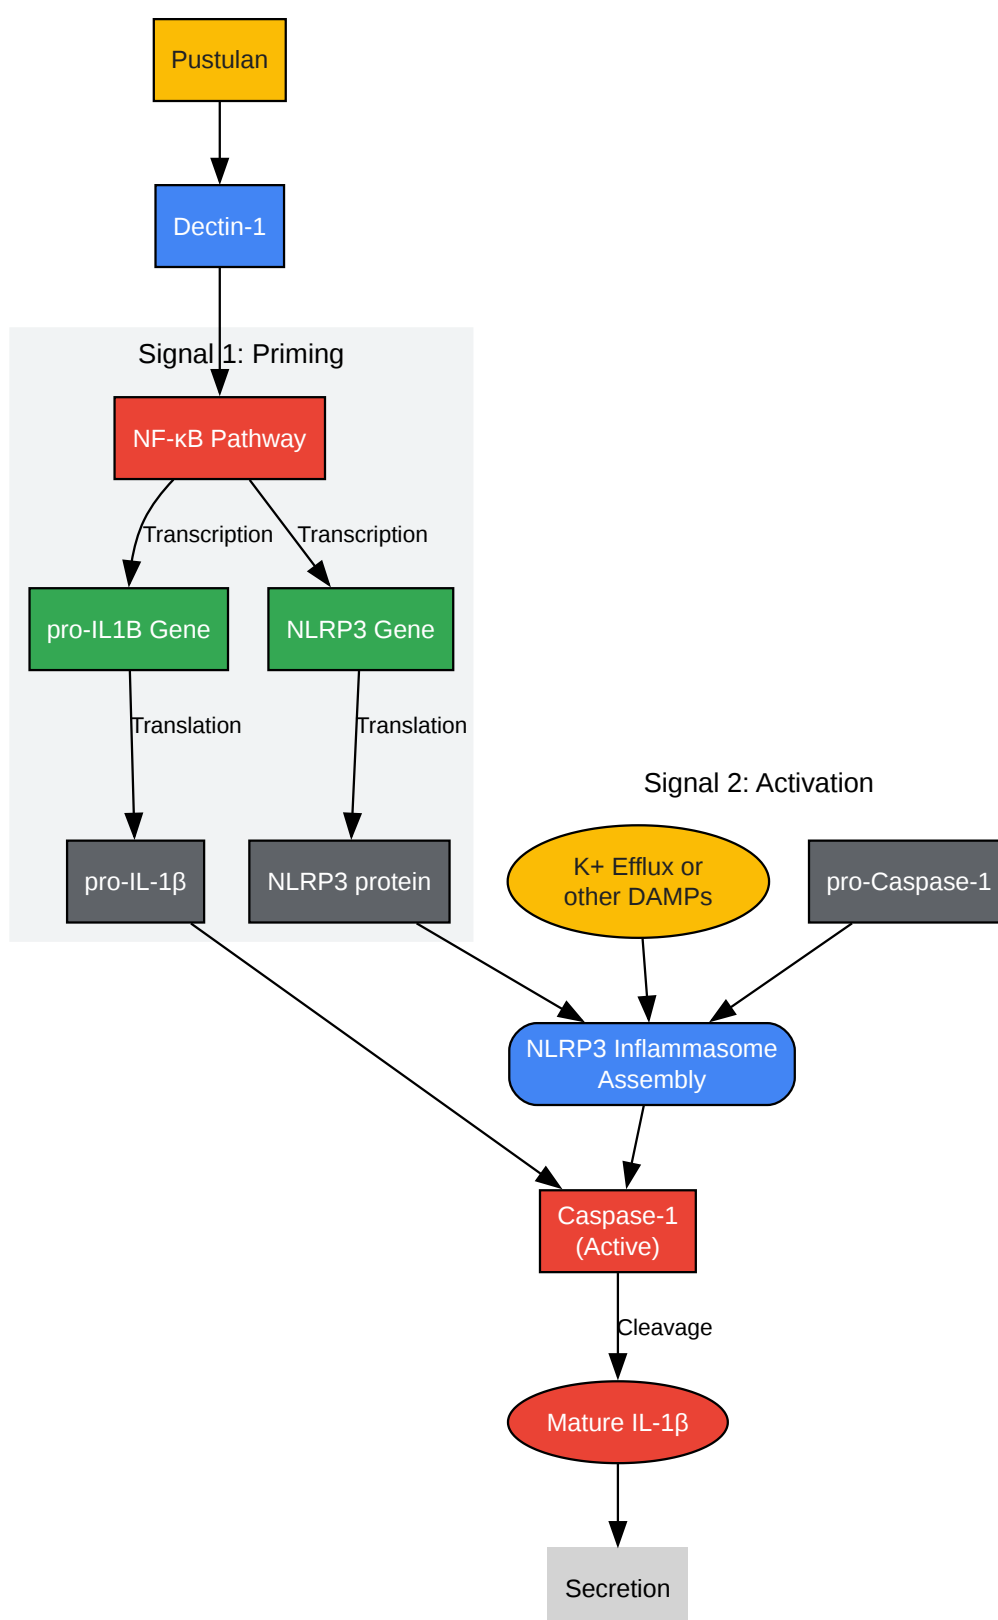 Pustulan
Dectin-1
Signal 1: Priming
NF-κB Pathway
Transcription
Transcription
pro-IL1B Gene
NLRP3 Gene
Translation
Translation
Signal 2: Activation
pro-IL-1β
NLRP3 protein
K+ Efflux or
other DAMPs
pro-Caspase-1
NLRP3 Inflammasome
Assembly
Caspase-1
(Active)
Cleavage
Mature IL-1β
Secretion